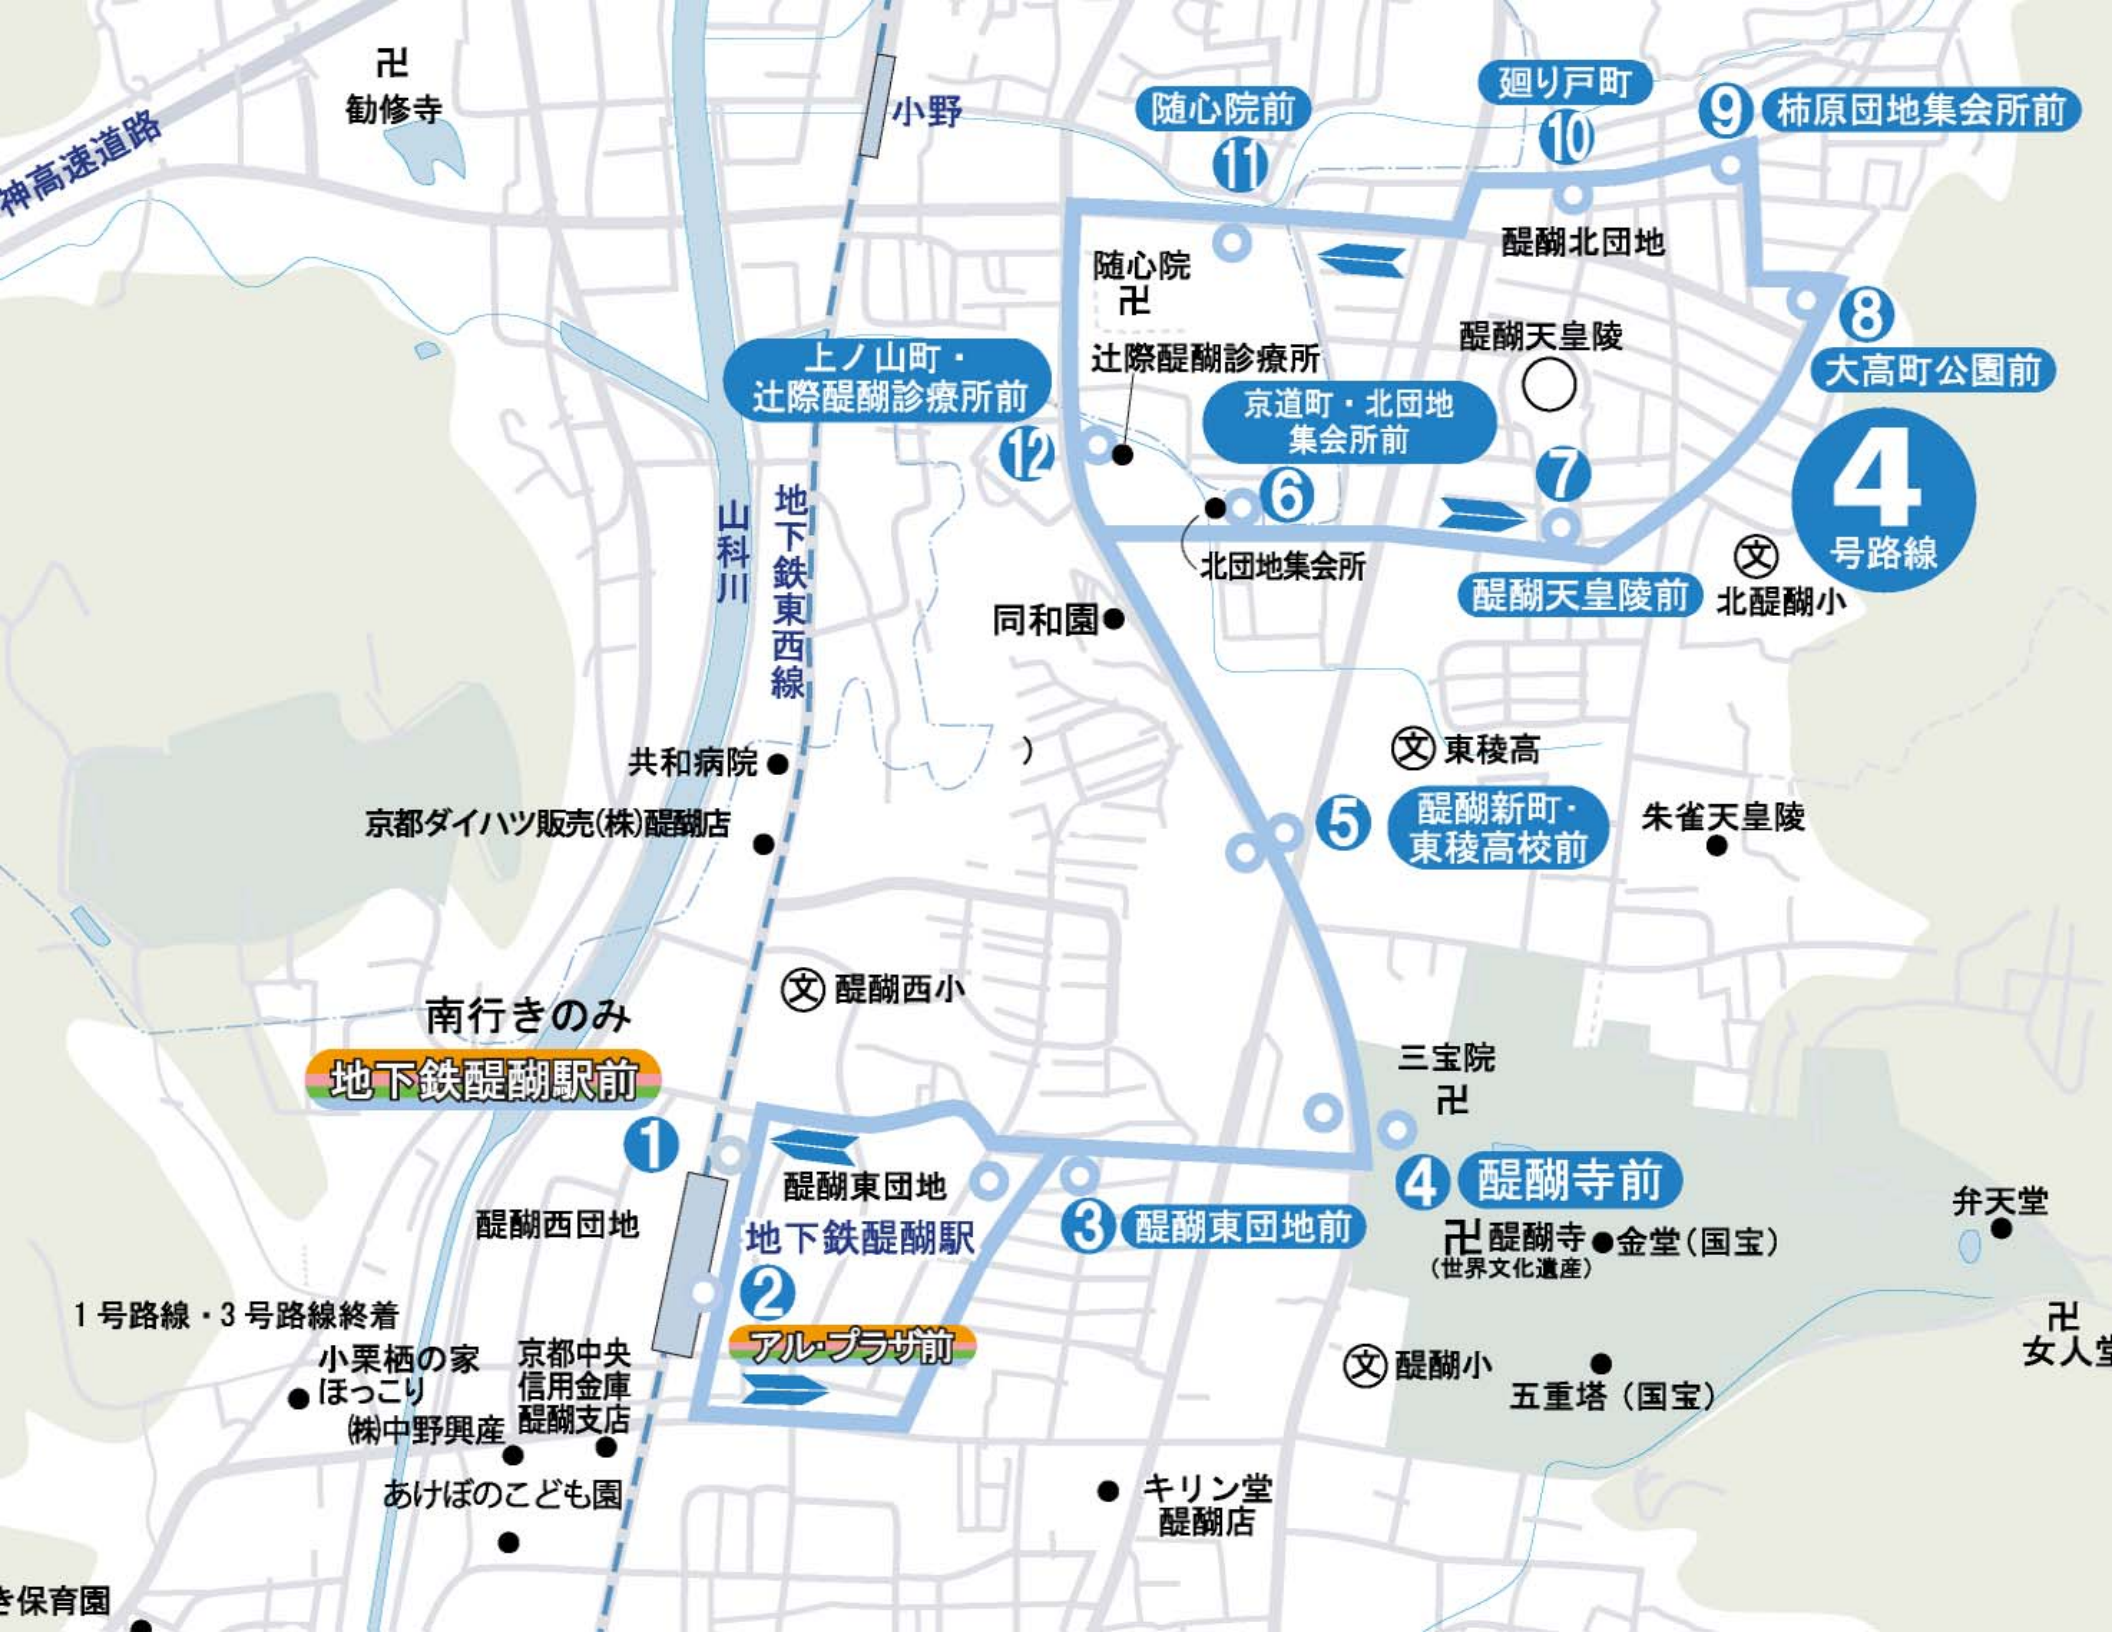 勧修寺
神高速道路
小野
随心院前
11
廻り戸町
10
9
柿原団地集会所前
醍醐北団地
随心院
8
大高町公園前
醍醐天皇陵
辻際醍醐診療所
上ノ山町・
辻際醍醐診療所前
12
京道町・北団地
集会所前
6
7
4
号路線
山科川
地下鉄東西線
北団地集会所
醍醐天皇陵前
文
北醍醐小
同和園
)
共和病院
文 東稜高
京都ダイハツ販売(株)醍醐店
5
醍醐新町・
東稜高校前
朱雀天皇陵
文 醍醐西小
南行きのみ
地下鉄醍醐駅前
1
三宝院
醍醐東団地
4 醍醐寺前
醍醐西団地
地下鉄醍醐駅
3 醍醐東団地前
卍醍醐寺
(世界文化遺産)
金堂(国宝)
弁天堂
2
アル・プラザ前
1号路線・3号路線終着
小栗栖の家
ほっこり
京都中央
信用金庫
醍醐支店
㈱中野興産
あけぼのこども園
文 醍醐小
五重塔(国宝)
女人堂
キリン堂
醍醐店
き保育園